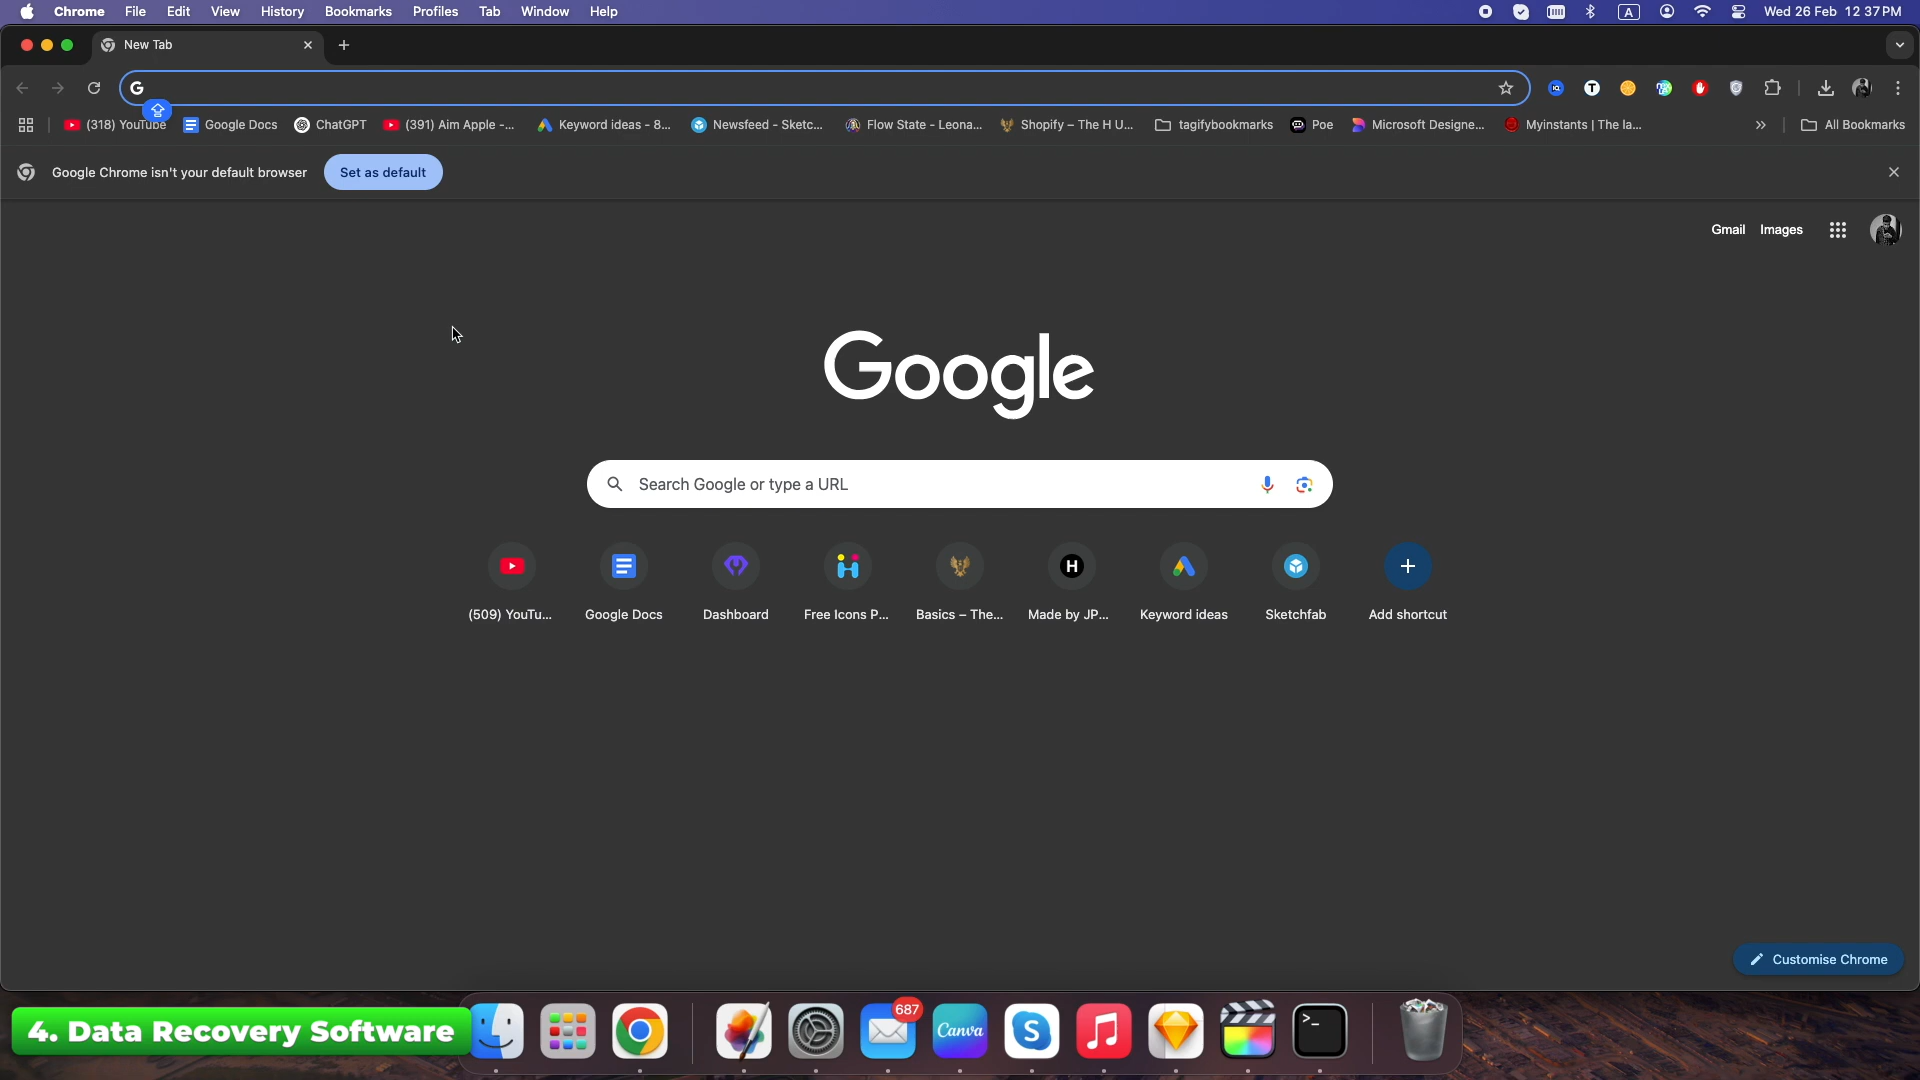 Chrome File Edit View History Bookmarks Profiles Tab Window Help A Wed 26 Feb 12 37 PM
New Tab
G
(318) YouTube Google Docs ChatGPT (391) Aim Apple -... Keyword ideas - 8... Newsfeed - Sketc... Flow State - Leona... Shopify – The H U... tagifybookmarks Poe Microsoft Designe... Myinstants | The la... » All Bookmarks
Google Chrome isn't your default browser Set as default
Gmail Images
Google
Search Google or type a URL
(509) YouTu... Google Docs Dashboard Free Icons P... Basics – The... Made by JP... Keyword ideas Sketchfab Add shortcut
Customise Chrome
4. Data Recovery Software
687
Canva